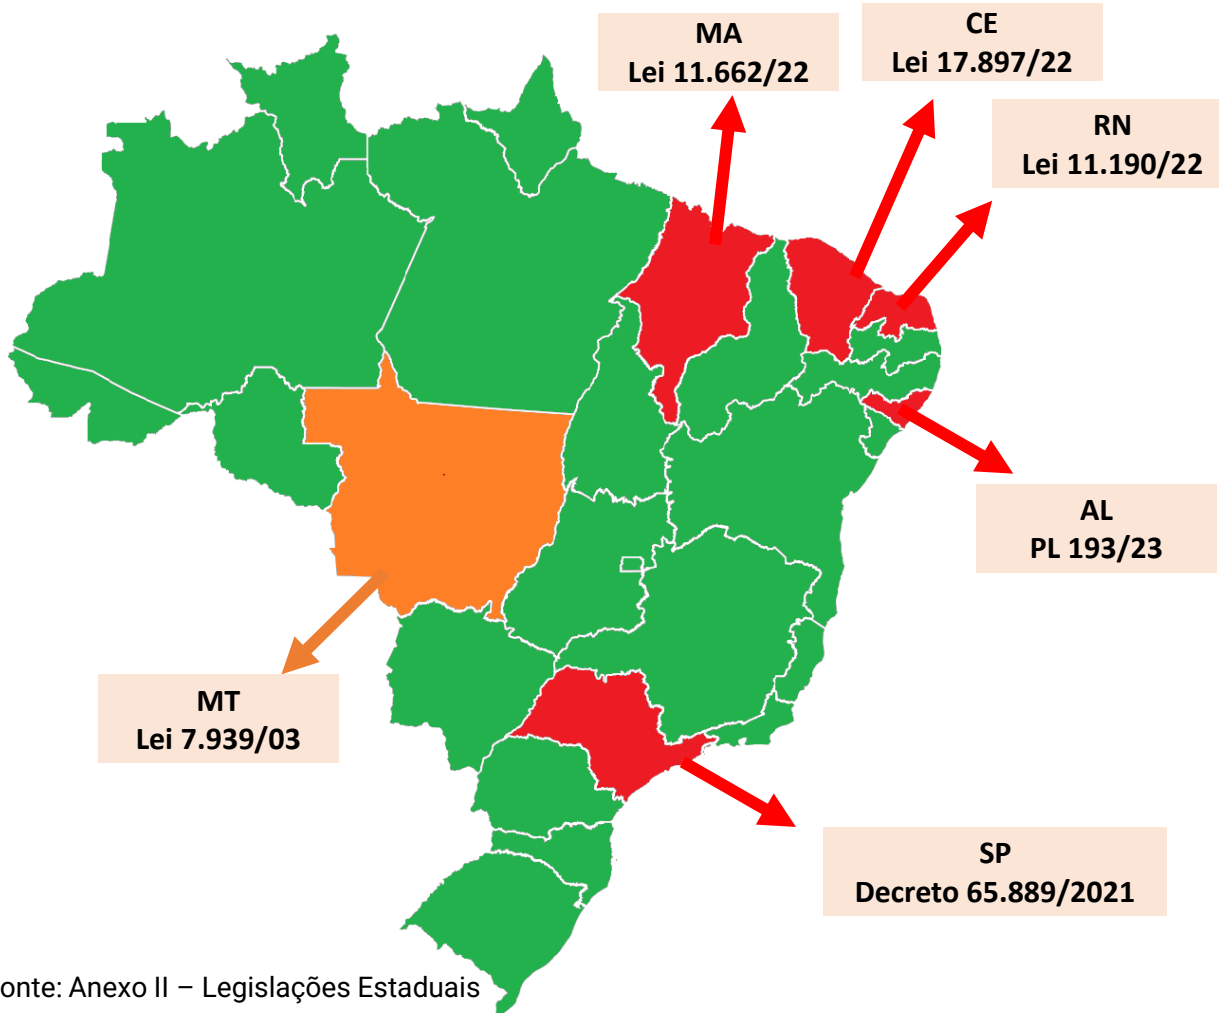 MA
Lei 11.662/22
CE
Lei 17.897/22
RN
Lei 11.190/22
AL
PL 193/23
MT
Lei 7.939/03
SP
Decreto 65.889/2021
onte: Anexo II – Legislações Estaduais